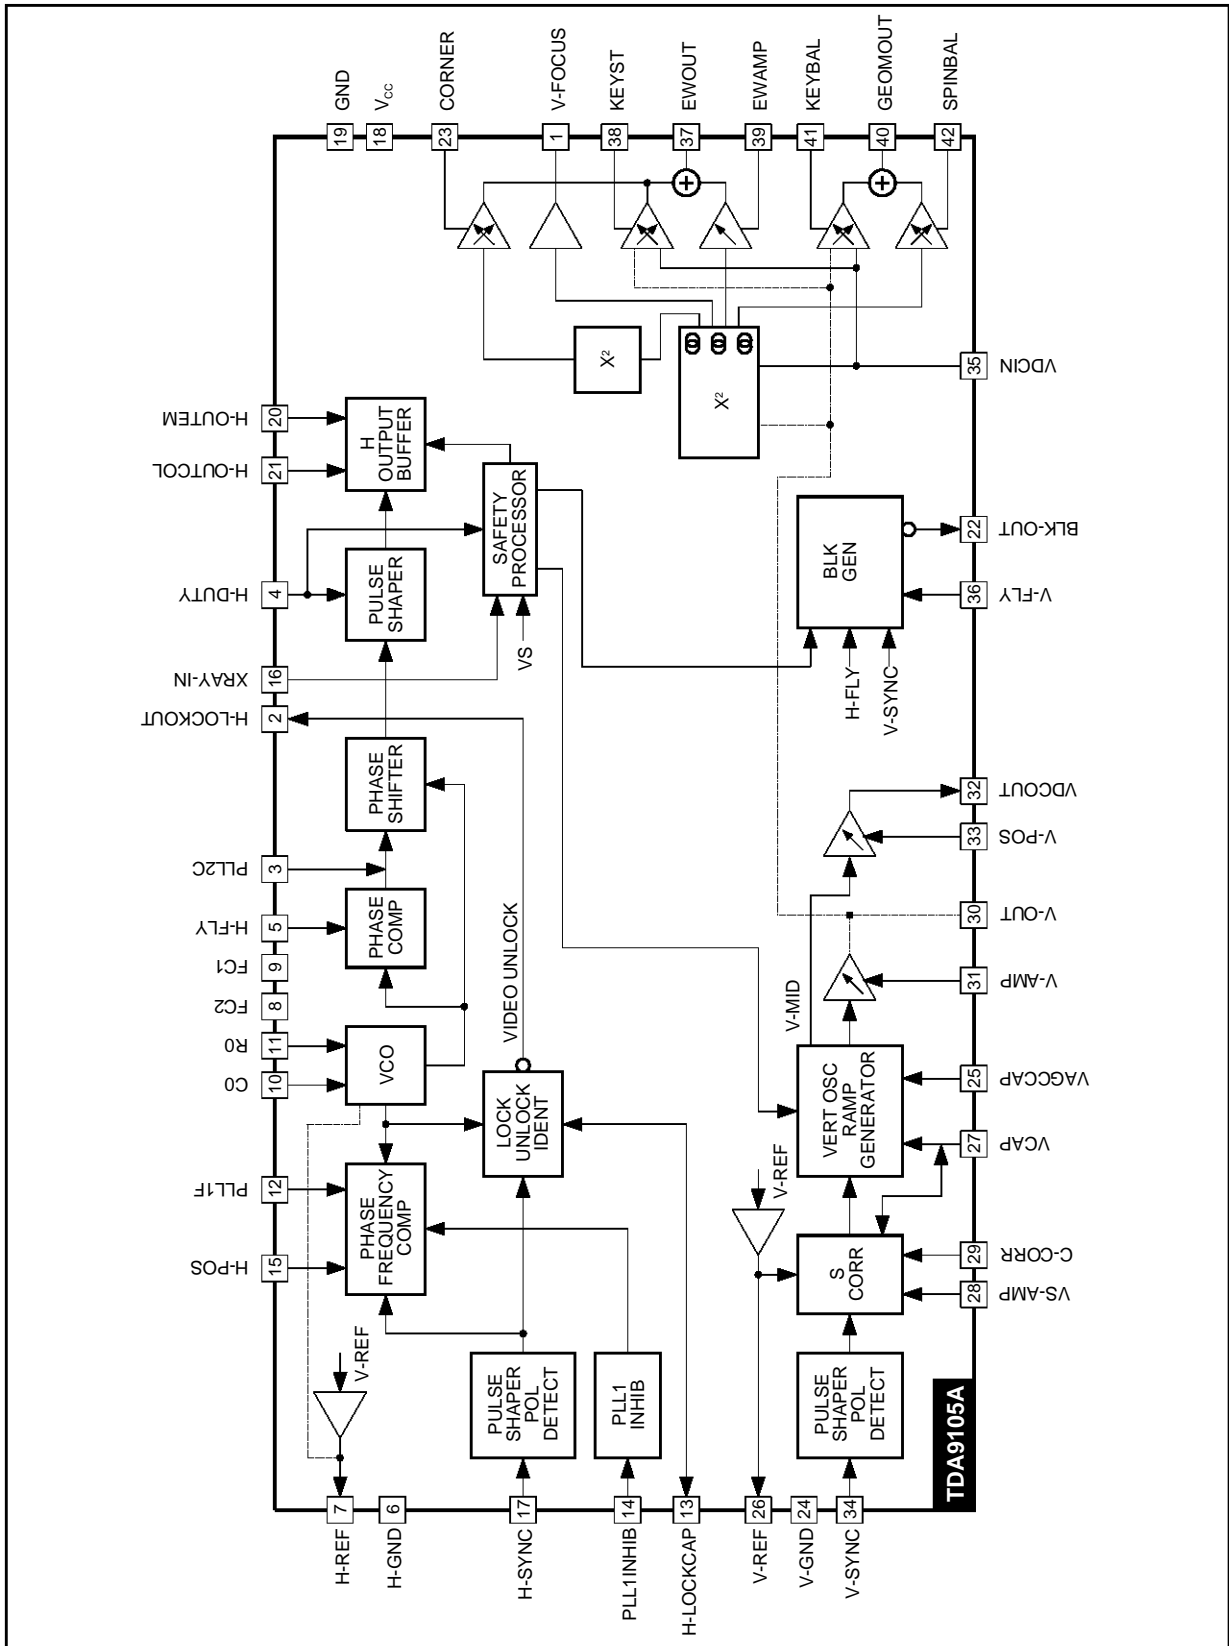 19 GND
18 VCC
23 CORNER
1 V-FOCUS
38 KEYST
37 EWOUT
39 EWAMP
41 KEYBAL
40 GEOMOUT
42 SPINBAL
+
+
X2
X2
H-OUTEM 20
H-OUTCOL 21
H-DUTY 4
XRAY-IN 16
H-LOCKOUT 2
PLL2C 3
H-FLY 5
FC1 9
FC2 8
R0 11
C0 10
PLL1F 12
H-POS 15
H
OUTPUT
BUFFER
PULSE
SHAPER
SAFETY
PROCESSOR
VS
PHASE
SHIFTER
PHASE
COMP
VCO
VIDEO UNLOCK
LOCK
UNLOCK
IDENT
PHASE
FREQUENCY
COMP
V-REF
PULSE
SHAPER
POL
DETECT
PLL1
INHIB
VDCIN 35
BLK
GEN
BLK-OUT 22
V-FLY 36
H-FLY
V-SYNC
VDCOUT 32
V-POS 33
V-OUT 30
V-AMP 31
V-MID
VERT OSC
RAMP
GENERATOR
VAGCCAP 25
VCAP 27
V-REF
S
CORR
C-CORR 29
VS-AMP 28
PULSE
SHAPER
POL
DETECT
TDA9105A
H-REF 7
H-GND 6
H-SYNC 17
PLL1INHIB 14
H-LOCKCAP 13
V-REF 26
V-GND 24
V-SYNC 34